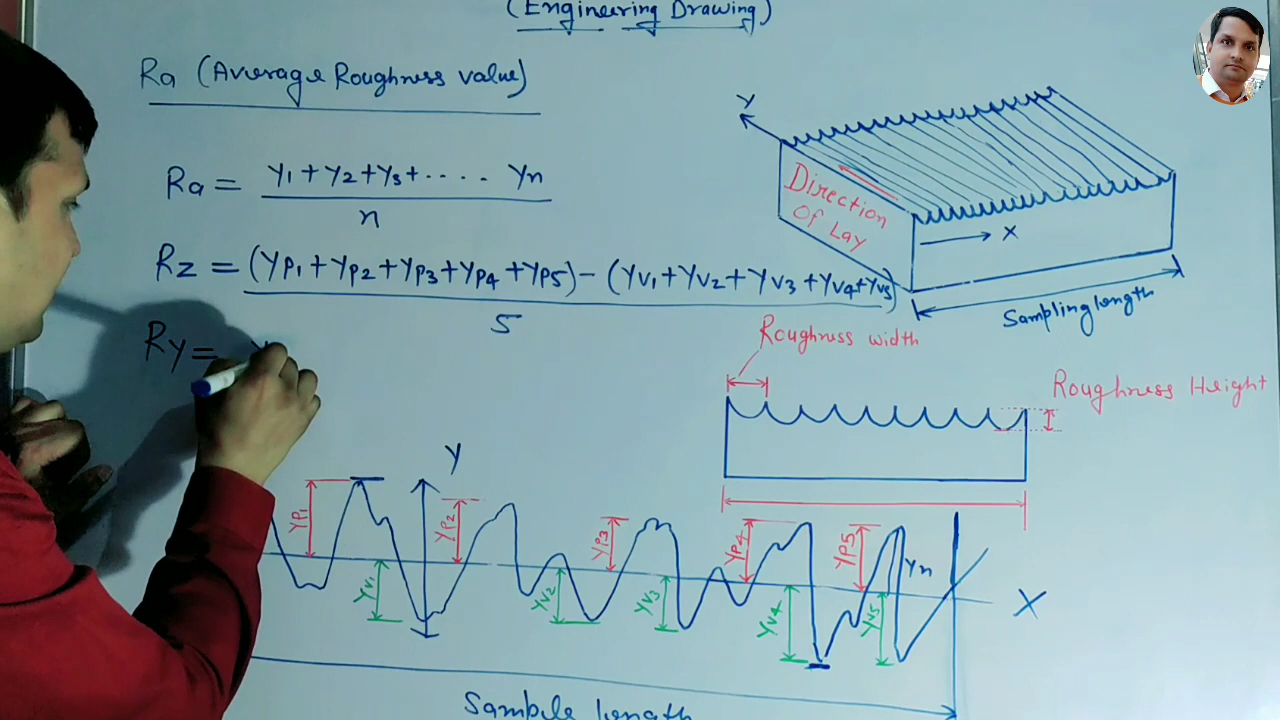 (Engineering Drawing)
Ra (Average Roughness value)
Ra = y1+y2+y3+.... yn
n
Rz = (yp1+yp2+yp3+yp4+yp5)-(yv1+yv2+yv3+yv4+yv5)
5
Ry =
Y
Direction
Of Lay
X
Sampling length
Roughness width
Roughness Height
Y
yp1
yp2
yp3
yp4
yp5
yn
yv1
yv2
yv3
yv4
yv5
X
Sample length